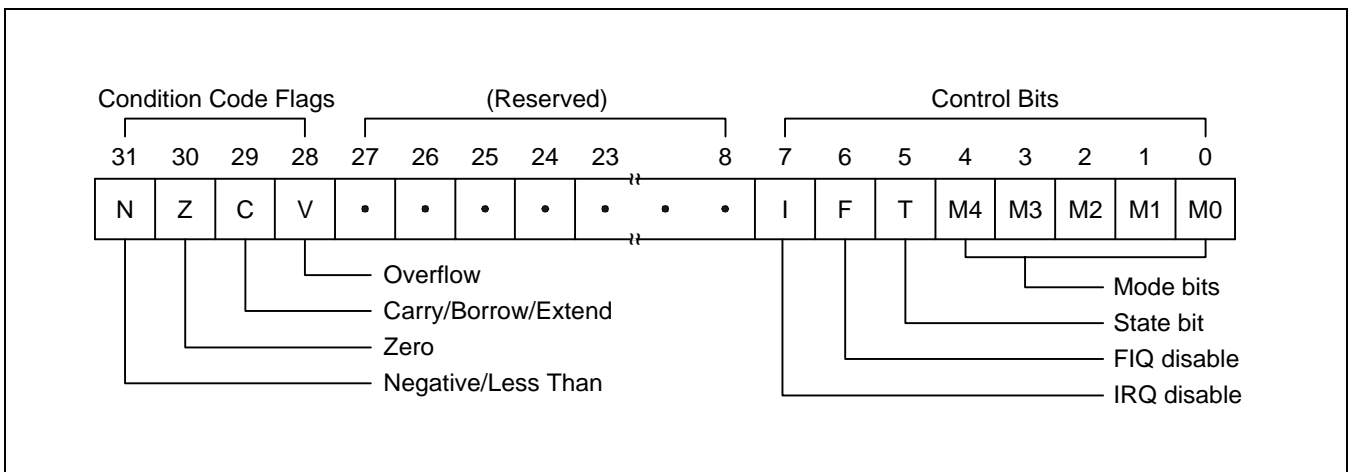 Condition Code Flags (Reserved) Control Bits
31 30 29 28 27 26 25 24 23 8 7 6 5 4 3 2 1 0
N Z C V • • • • • • • I F T M4 M3 M2 M1 M0
Overflow
Carry/Borrow/Extend
Zero
Negative/Less Than
Mode bits
State bit
FIQ disable
IRQ disable